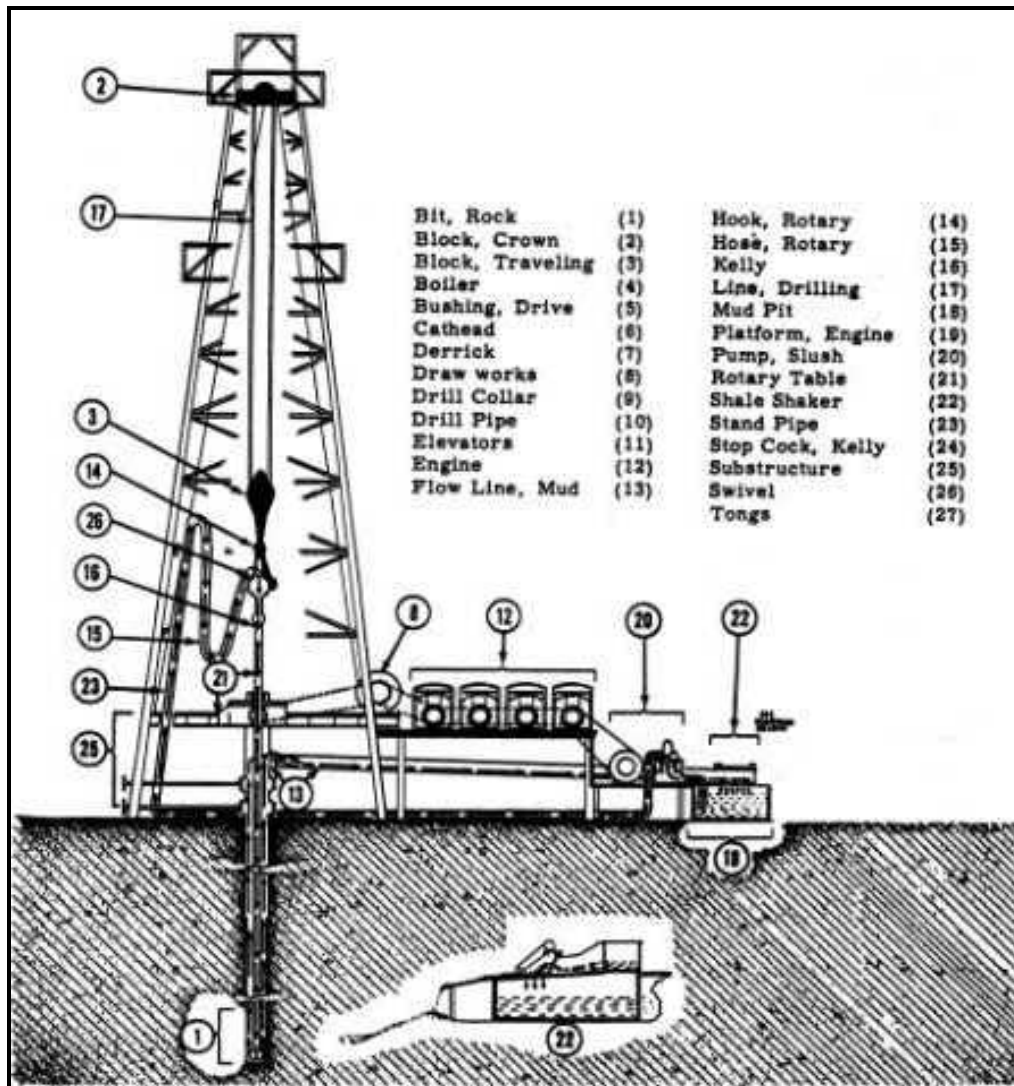 2
17
Bit, Rock (1)
Block, Crown (2)
Block, Traveling (3)
Boiler (4)
Bushing, Drive (5)
Cathead (6)
Derrick (7)
Draw works (8)
Drill Collar (9)
Drill Pipe (10)
Elevators (11)
Engine (12)
Flow Line, Mud (13)
Hook, Rotary (14)
Hose, Rotary (15)
Kelly (16)
Line, Drilling (17)
Mud Pit (18)
Platform, Engine (19)
Pump, Slush (20)
Rotary Table (21)
Shale Shaker (22)
Stand Pipe (23)
Stop Cock, Kelly (24)
Substructure (25)
Swivel (26)
Tongs (27)
3
14
26
16
15
21
23
25
8
12
20
22
13
18
1
22